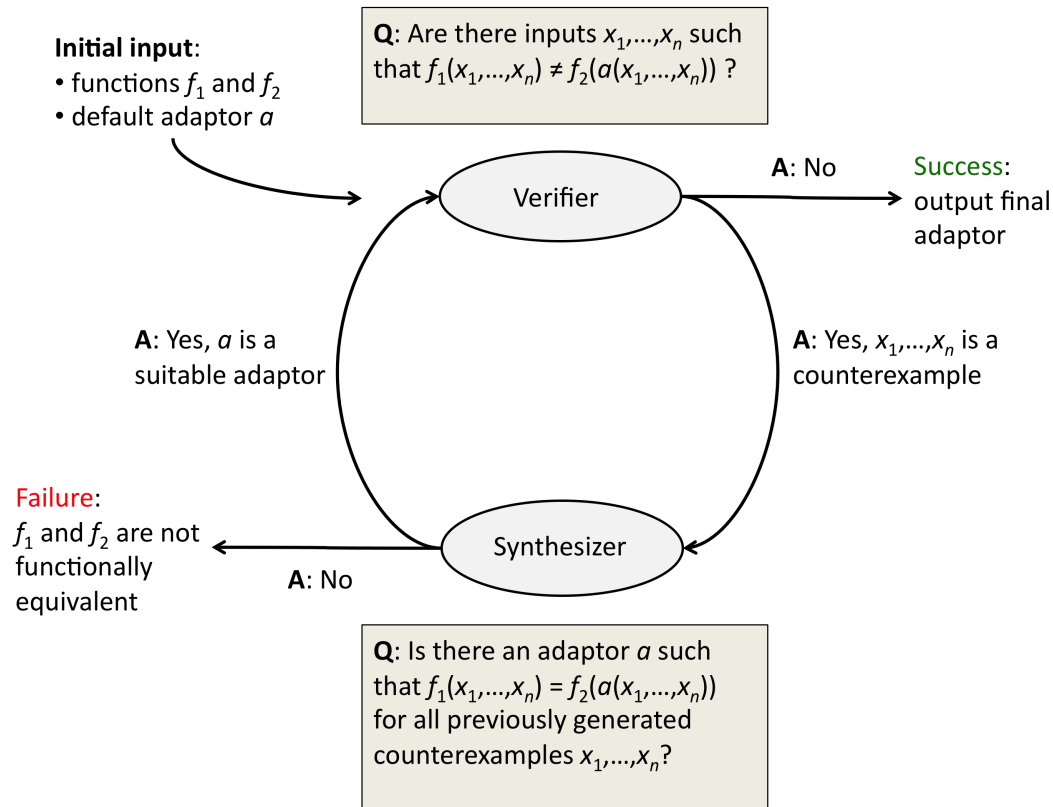 Initial input:
• functions f₁ and f₂
• default adaptor a
Q: Are there inputs x₁,...,xₙ such
that f₁(x₁,...,xₙ) ≠ f₂(a(x₁,...,xₙ)) ?
Verifier
A: No
Success:
output final
adaptor
A: Yes, a is a
suitable adaptor
A: Yes, x₁,...,xₙ is a
counterexample
Failure:
f₁ and f₂ are not
functionally
equivalent
A: No
Synthesizer
Q: Is there an adaptor a such
that f₁(x₁,...,xₙ) = f₂(a(x₁,...,xₙ))
for all previously generated
counterexamples x₁,...,xₙ?